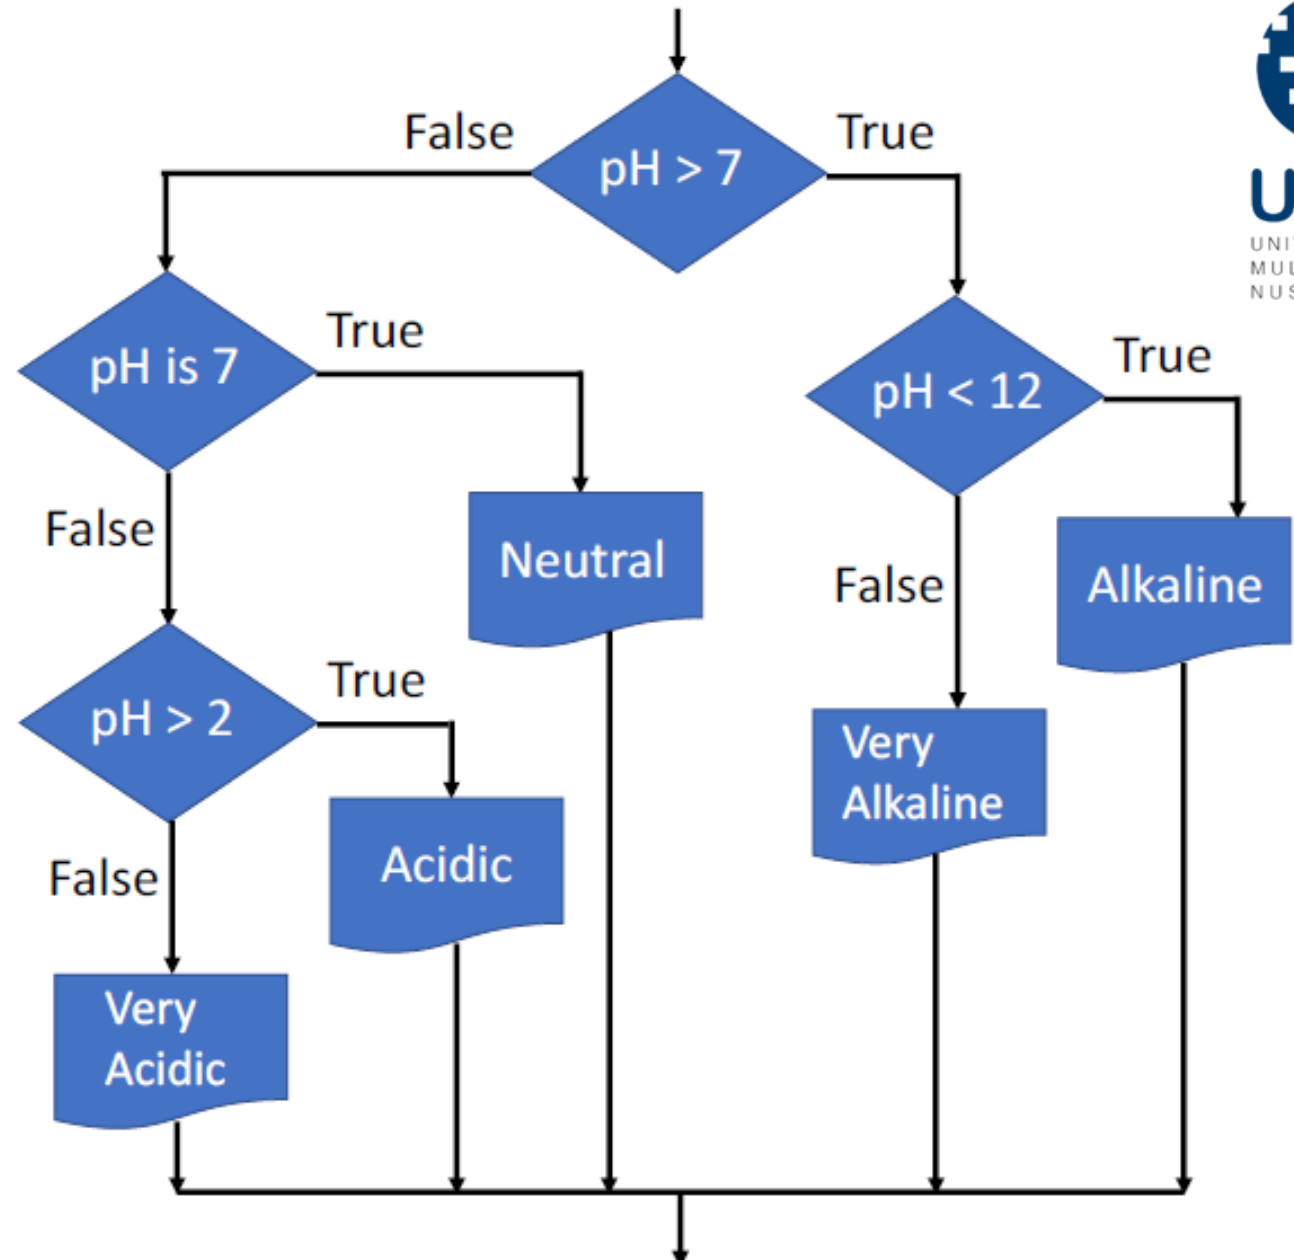 False
True
pH > 7
True
pH is 7
True
pH < 12
False
Neutral
False
Alkaline
True
pH > 2
Very
Alkaline
False
Acidic
Very
Acidic